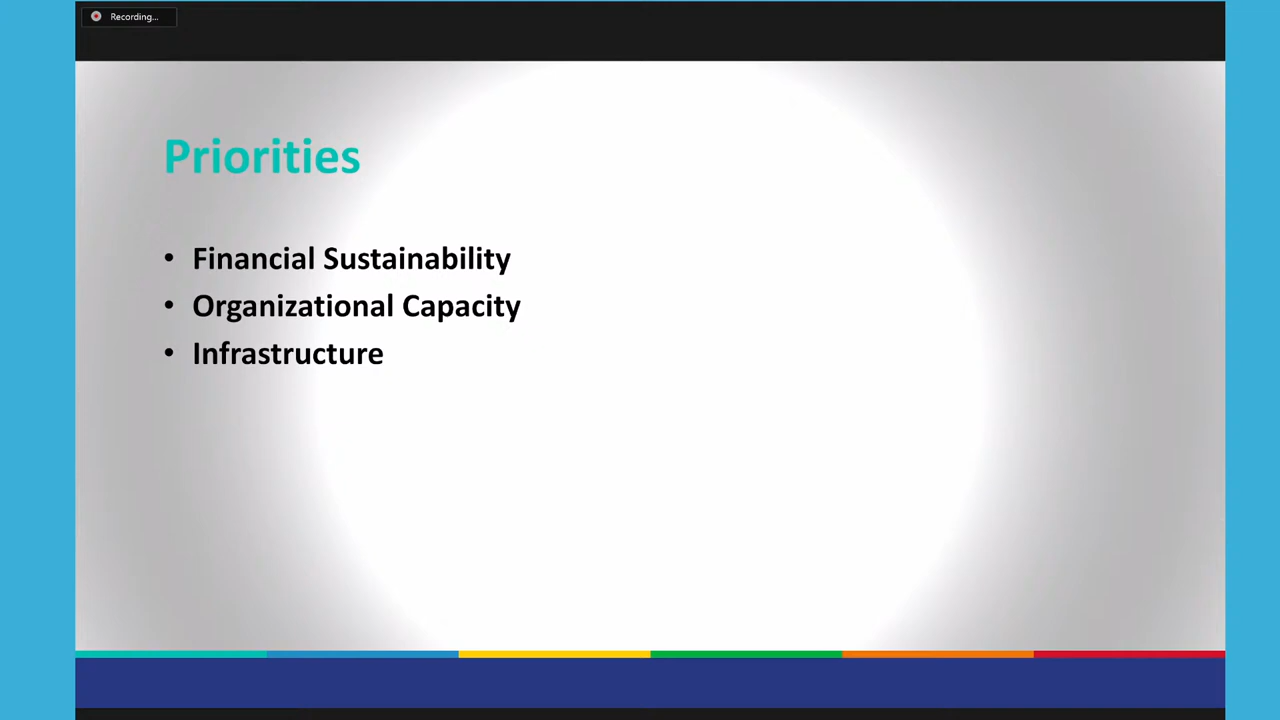 Recording...
Priorities
• Financial Sustainability
• Organizational Capacity
• Infrastructure